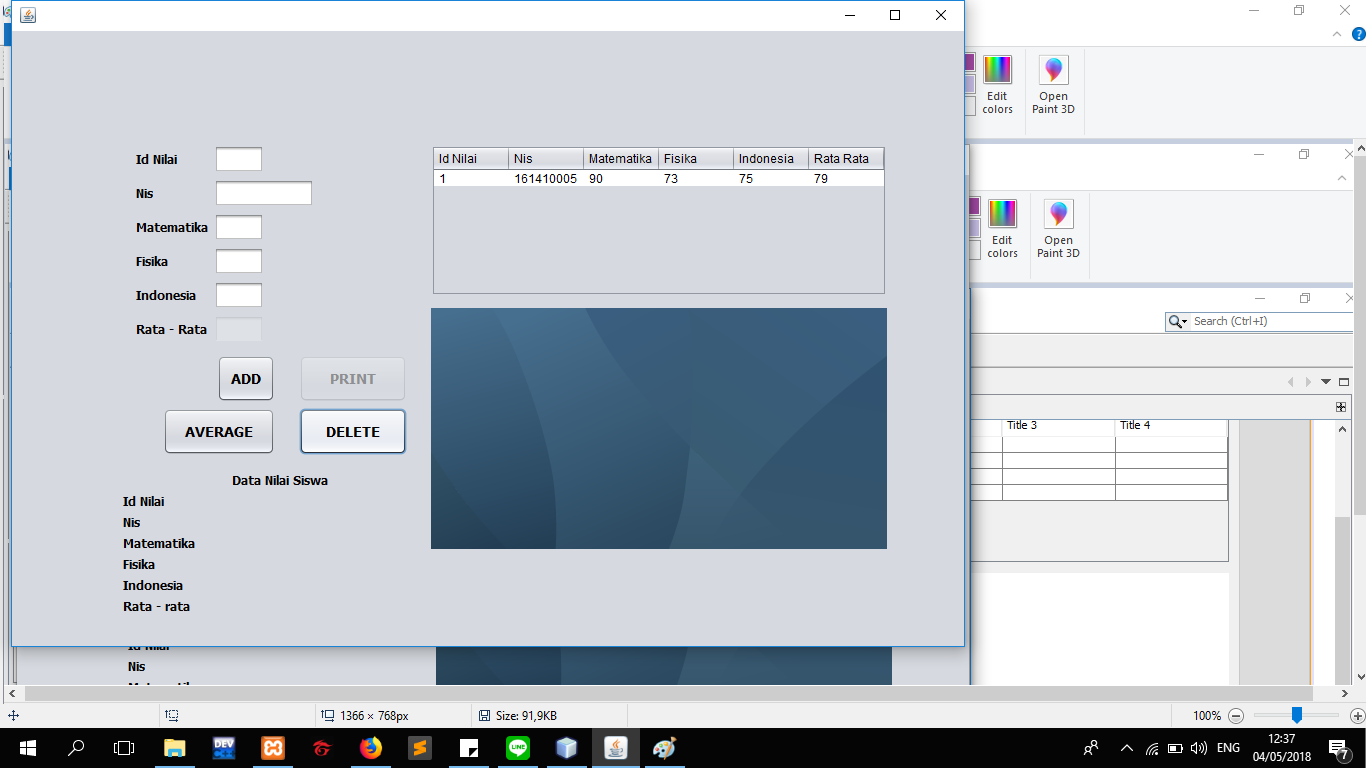 Id Nilai
Nis
Matematika
Fisika
Indonesia
Rata - Rata
ADD
PRINT
AVERAGE
DELETE
Id Nilai Nis Matematika Fisika Indonesia Rata Rata
1 161410005 90 73 75 79
Data Nilai Siswa
Id Nilai
Nis
Matematika
Fisika
Indonesia
Rata - rata
Nis
Edit
colors
Open
Paint 3D
Edit
colors
Open
Paint 3D
Search (Ctrl+I)
Title 3 Title 4
1366 × 768px
Size: 91,9KB
100%
DEV
ENG
12:37
04/05/2018
7
LINE